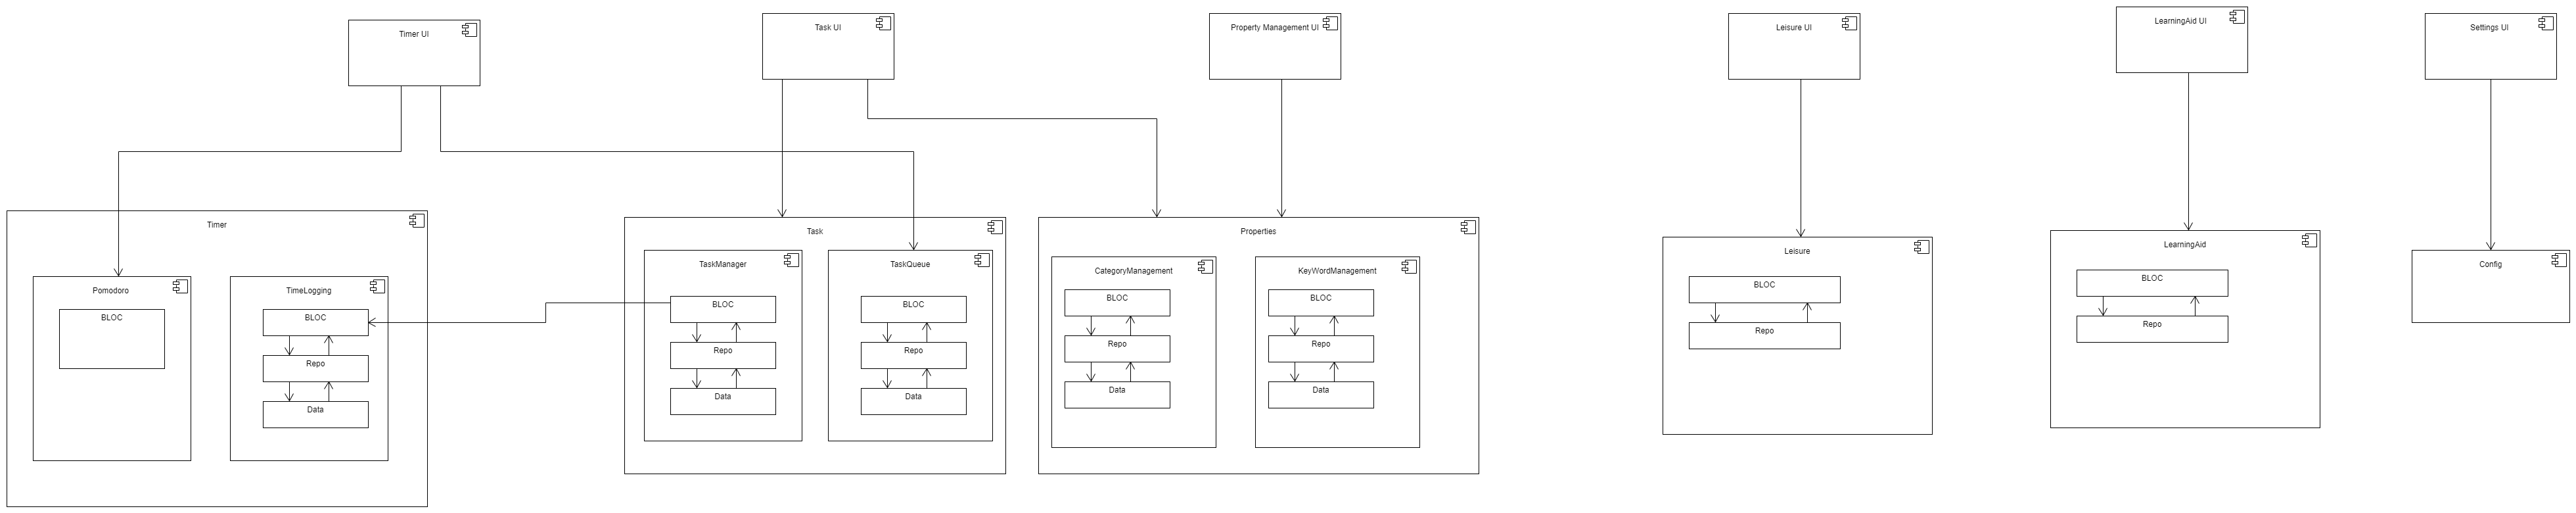 Timer UI
Task UI
Property Management UI
Leisure UI
LearningAid UI
Settings UI
Timer
Pomodoro
BLOC
TimeLogging
BLOC
Repo
Data
Task
TaskManager
BLOC
Repo
Data
TaskQueue
BLOC
Repo
Data
Properties
CategoryManagement
BLOC
Repo
Data
KeyWordManagement
BLOC
Repo
Data
Leisure
BLOC
Repo
LearningAid
BLOC
Repo
Config